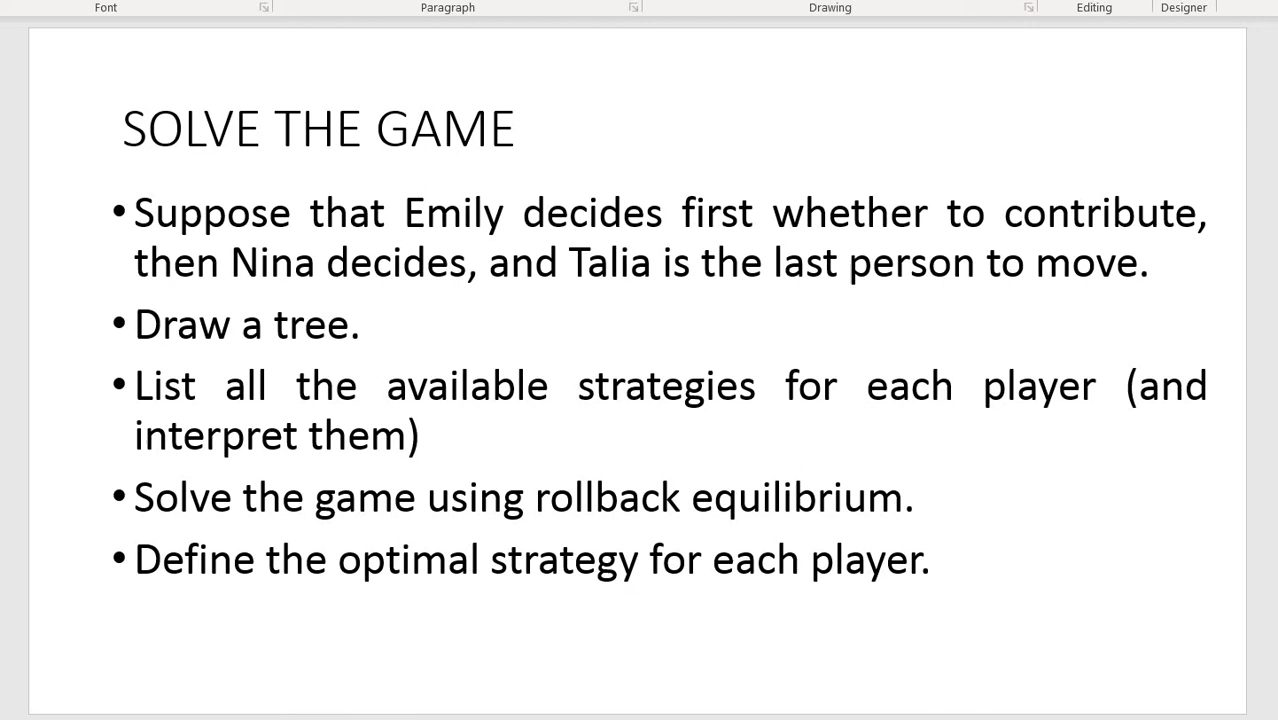 Font Paragraph Drawing Editing Designer
SOLVE THE GAME
• Suppose that Emily decides first whether to contribute,
then Nina decides, and Talia is the last person to move.
• Draw a tree.
• List all the available strategies for each player (and
interpret them)
• Solve the game using rollback equilibrium.
• Define the optimal strategy for each player.